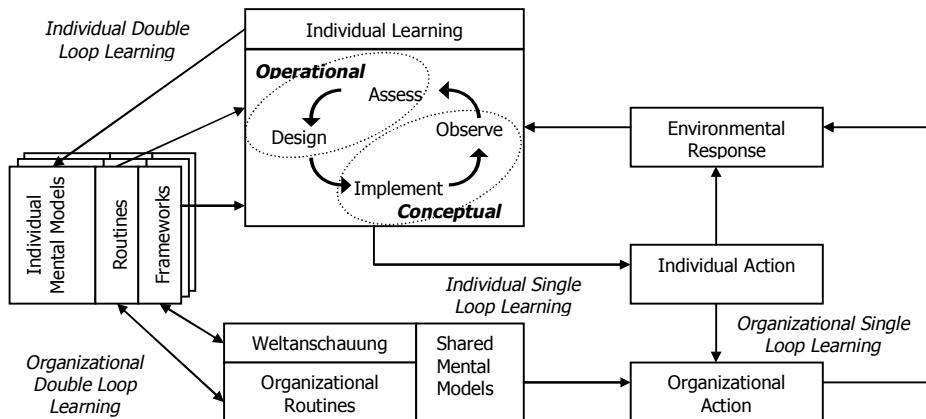 Individual Double
Loop Learning
Individual Learning
Operational
Assess
Design
Observe
Implement
Conceptual
Environmental
Response
Individual
Mental Models
Routines
Frameworks
Individual Action
Individual Single
Loop Learning
Organizational Single
Loop Learning
Organizational
Double Loop
Learning
Weltanschauung
Organizational
Routines
Shared
Mental
Models
Organizational
Action